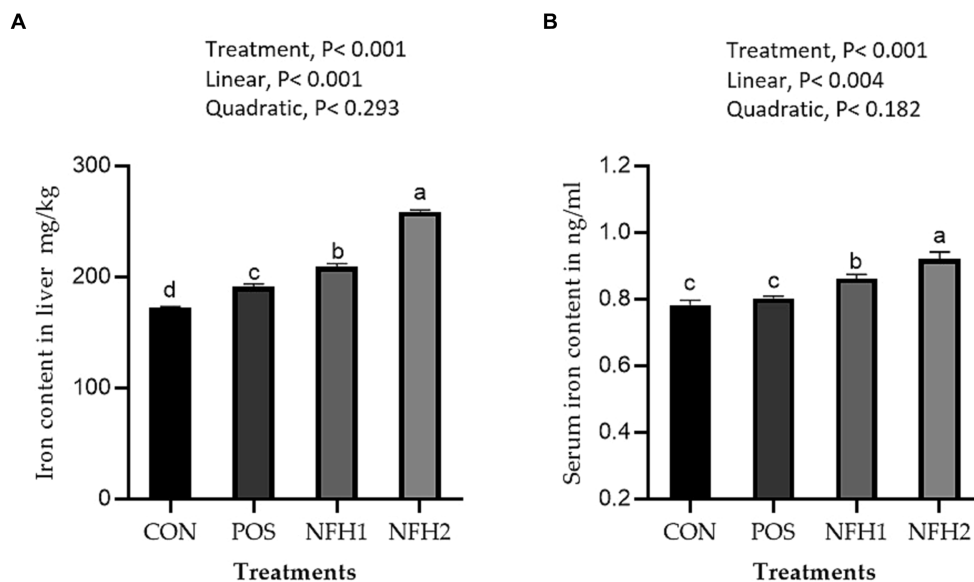 A
Treatment, P< 0.001
Linear, P< 0.001
Quadratic, P< 0.293
Iron content in liver mg/kg
300
200
100
0
d
c
b
a
CON POS NFH1 NFH2
Treatments
B
Treatment, P< 0.001
Linear, P< 0.004
Quadratic, P< 0.182
Serum iron content in ng/ml
1.2
1.0
0.8
0.6
0.4
0.2
c
c
b
a
CON POS NFH1 NFH2
Treatments